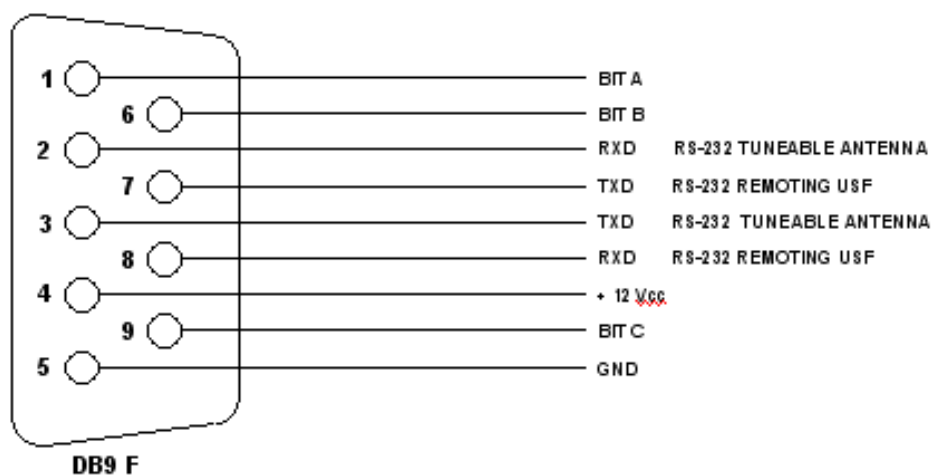 1 BIT A
6 BIT B
2 RXD RS-232 TUNEABLE ANTENNA
7 TXD RS-232 REMOTING USF
3 TXD RS-232 TUNEABLE ANTENNA
8 RXD RS-232 REMOTING USF
4 + 12 Vcc
9 BIT C
5 GND
DB9 F